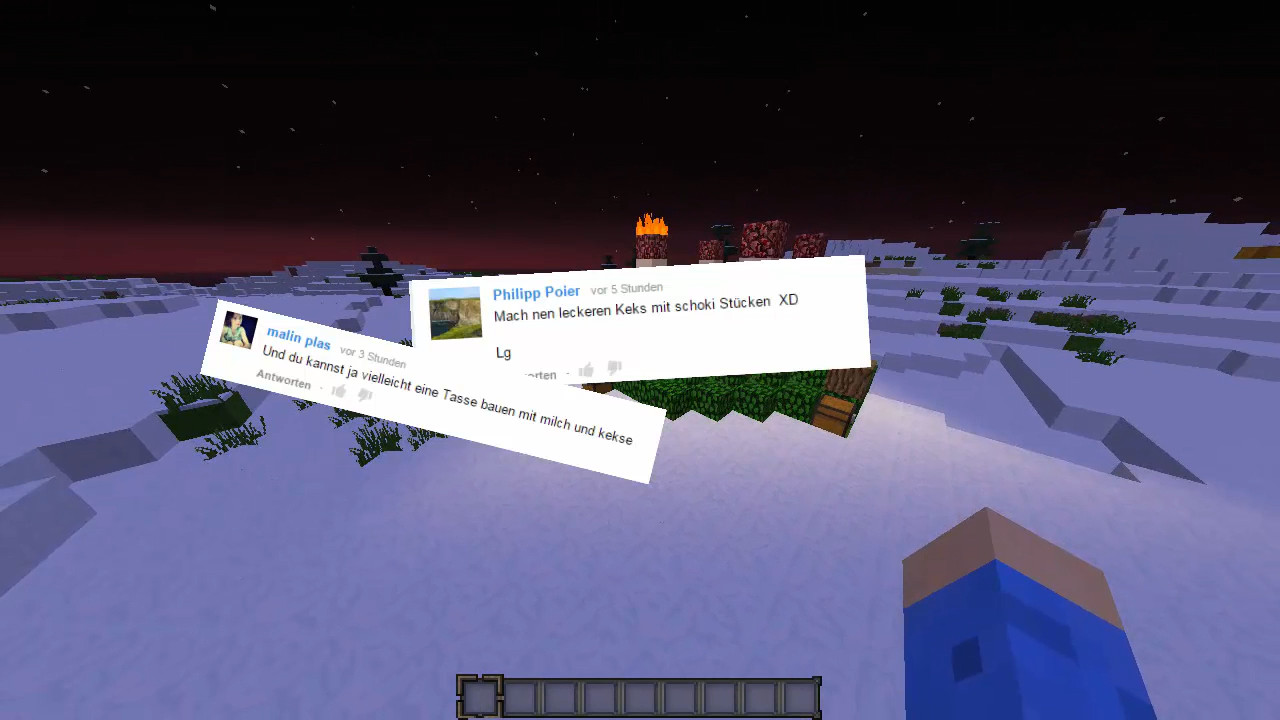 Philipp Poier vor 5 Stunden
Mach nen leckeren Keks mit schoki Stücken XD
Lg
orten
malin plas vor 3 Stunden
Und du kannst ja vielleicht eine Tasse bauen mit milch und kekse
Antworten